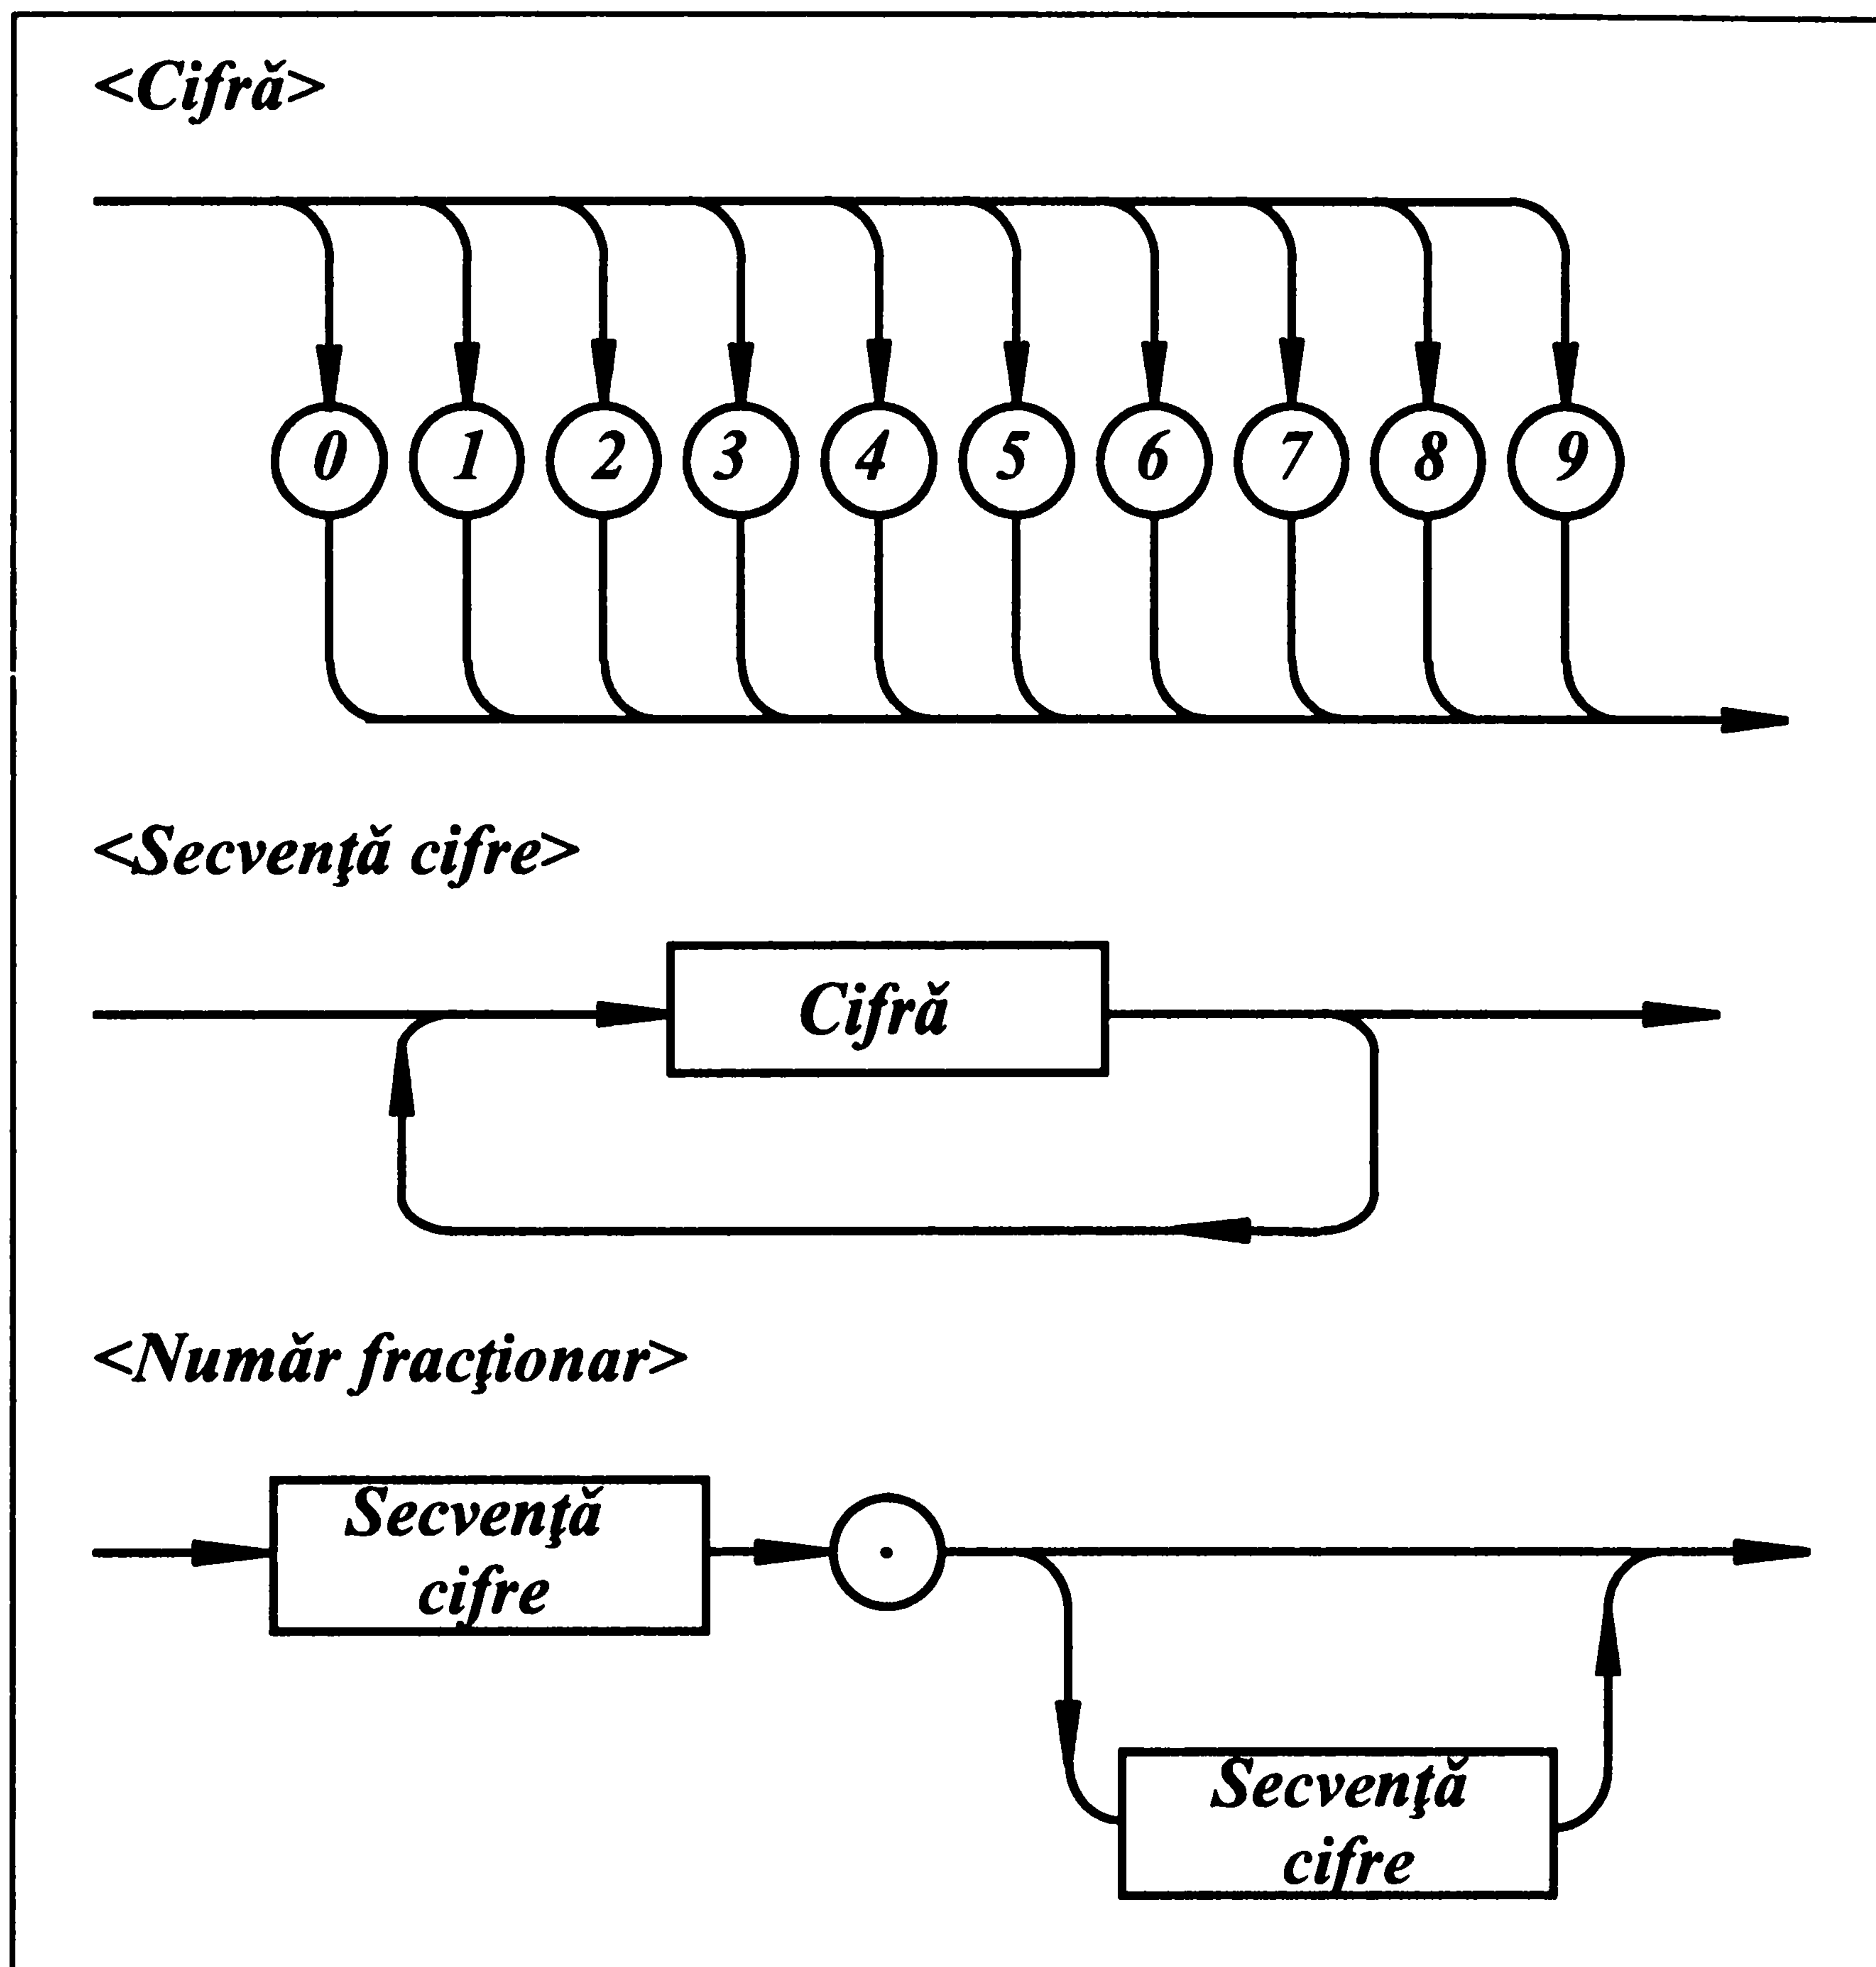 <Cifră>
0 1 2 3 4 5 6 7 8 9
<Secvenţă cifre>
Cifră
<Număr fracţionar>
Secvenţă
cifre
.
Secvenţă
cifre